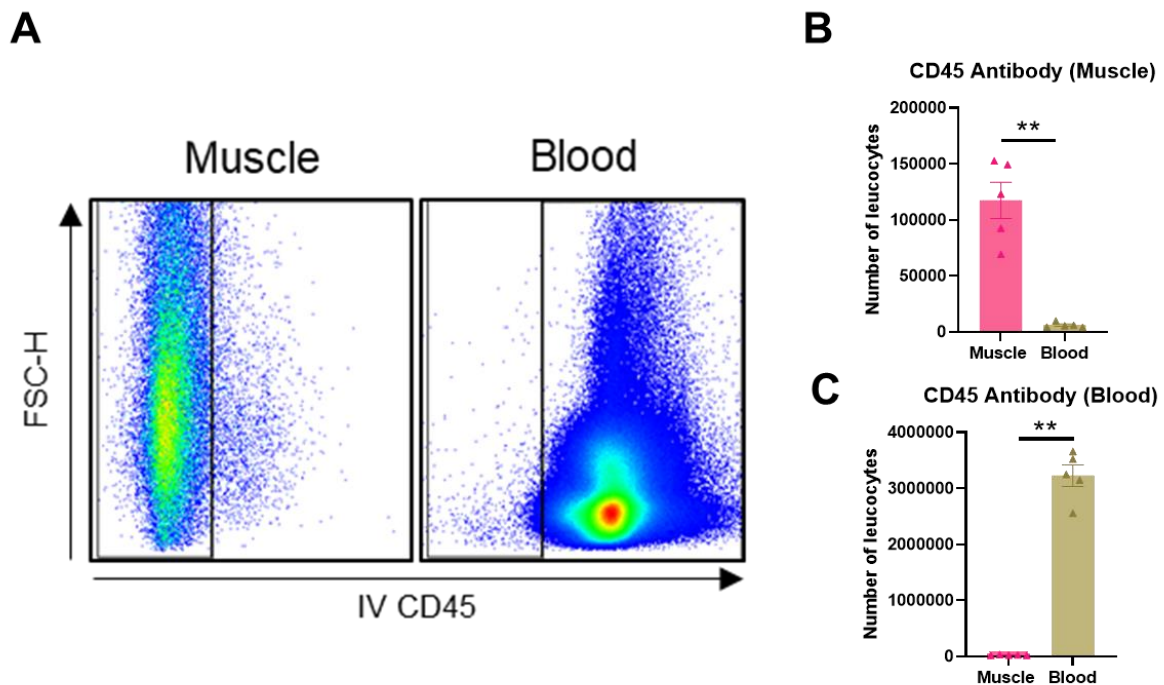 A
Muscle
Blood
FSC-H
IV CD45
B
CD45 Antibody (Muscle)
Number of leucocytes
200000
150000
100000
50000
0
**
Muscle
Blood
C
CD45 Antibody (Blood)
Number of leucocytes
4000000
3000000
2000000
1000000
0
**
Muscle
Blood